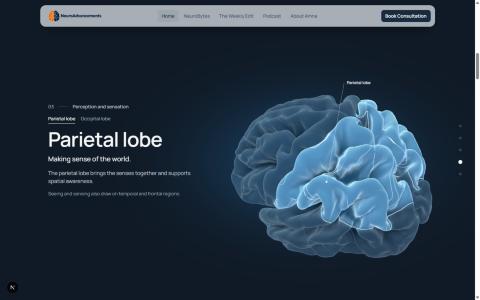 NeuroAdvancements
Home
NeuroBytes
The Weekly Edit
Podcast
About Amna
Book Consultation
Parietal lobe
03
Perception and sensation
Parietal lobe
Occipital lobe
Parietal lobe
Making sense of the world.
The parietal lobe brings the senses together and supports
spatial awareness.
Seeing and sensing also draw on temporal and frontal regions.
N